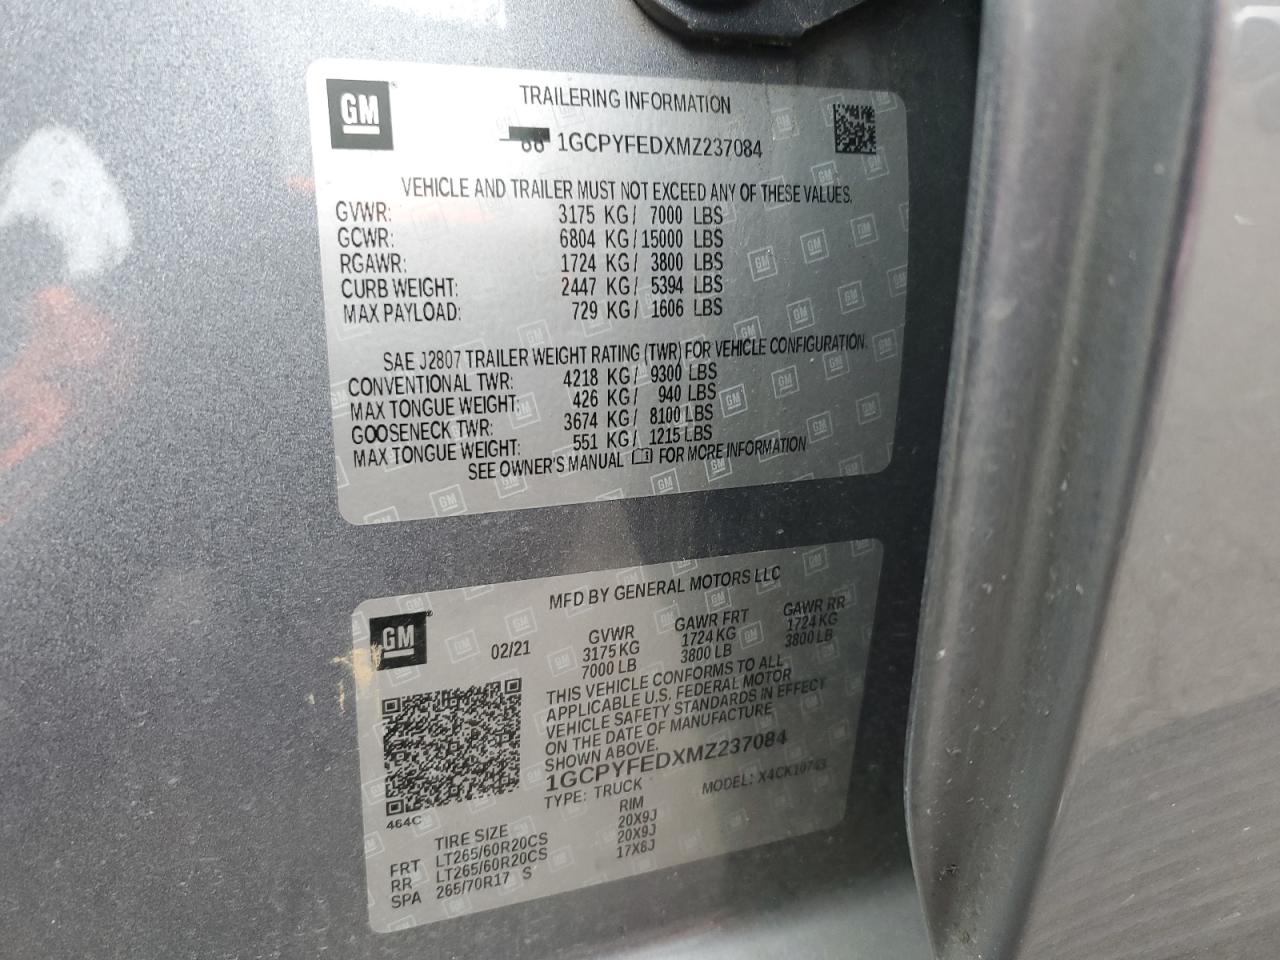 GM
TRAILERING INFORMATION
1GCPYFEDXMZ237084
VEHICLE AND TRAILER MUST NOT EXCEED ANY OF THESE VALUES.
GVWR: 3175 KG/ 7000 LBS
GCWR: 6804 KG/ 15000 LBS
RGAWR: 1724 KG/ 3800 LBS
CURB WEIGHT: 2447 KG/ 5394 LBS
MAX PAYLOAD: 729 KG/ 1606 LBS
SAE J2807 TRAILER WEIGHT RATING (TWR) FOR VEHICLE CONFIGURATION.
CONVENTIONAL TWR: 4218 KG/ 9300 LBS
MAX TONGUE WEIGHT: 426 KG/ 940 LBS
GOOSENECK TWR: 3674 KG/ 8100 LBS
MAX TONGUE WEIGHT: 551 KG/ 1215 LBS
SEE OWNER'S MANUAL FOR MORE INFORMATION
GM®
MFD BY GENERAL MOTORS LLC
02/21 GVWR GAWR FRT GAWR RR
3175 KG 1724 KG 1724 KG
7000 LB 3800 LB 3800 LB
THIS VEHICLE CONFORMS TO ALL
APPLICABLE U.S. FEDERAL MOTOR
VEHICLE SAFETY STANDARDS IN EFFECT
ON THE DATE OF MANUFACTURE
SHOWN ABOVE.
1GCPYFEDXMZ237084
TYPE: TRUCK MODEL: X4CK10743
464C
TIRE SIZE RIM
FRT LT265/60R20CS 20X9J
RR LT265/60R20CS 20X9J
SPA 265/70R17 S 17X8J